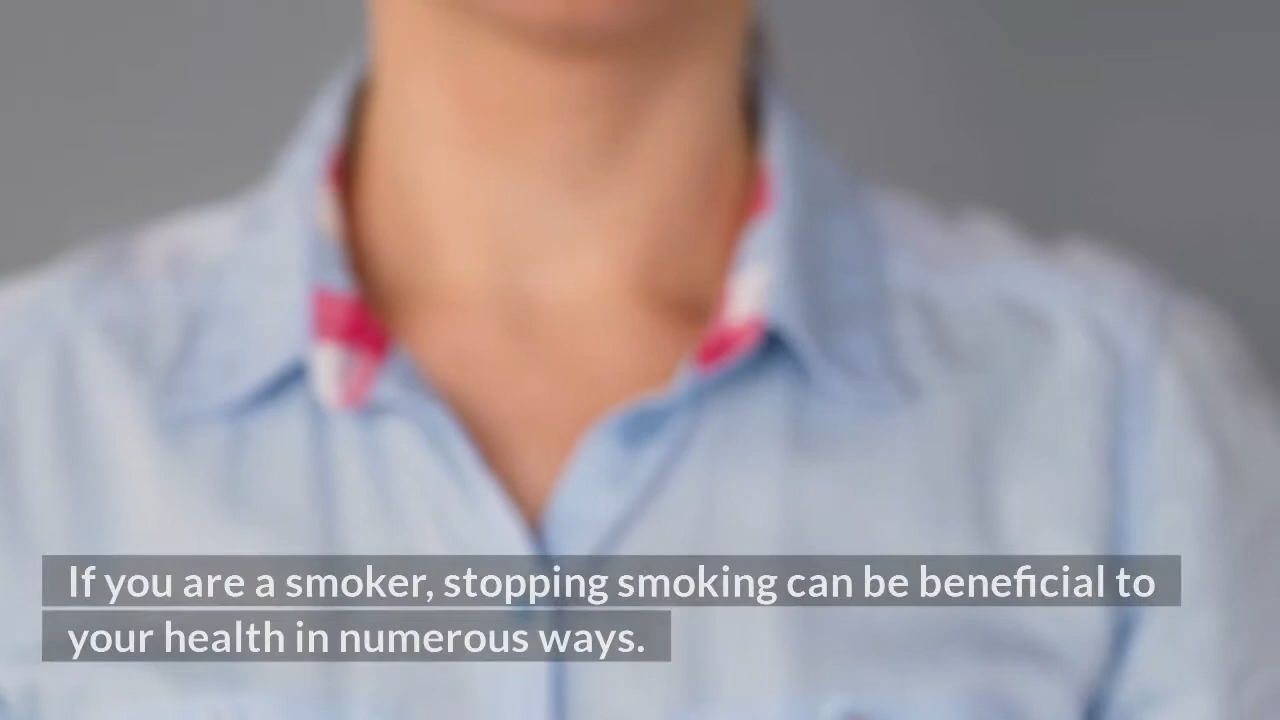 If you are a smoker, stopping smoking can be beneficial to
your health in numerous ways.